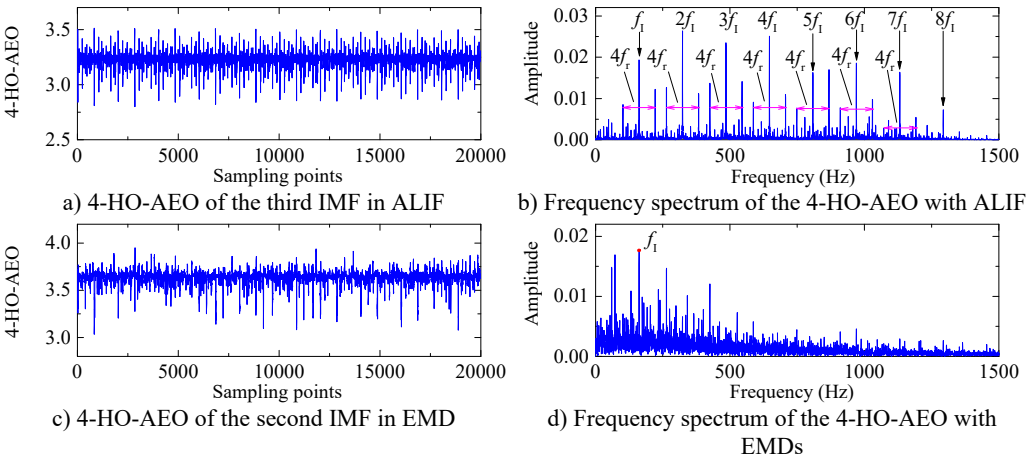 3.5
3.0
2.5
4-HO-AEO
0 5000 10000 15000 20000
Sampling points
a) 4-HO-AEO of the third IMF in ALIF
0.03
0.02
0.01
0.00
Amplitude
fI 2fI 3fI 4fI 5fI 6fI 7fI 8fI
4fr 4fr 4fr 4fr 4fr 4fr 4fr
0 500 1000 1500
Frequency (Hz)
b) Frequency spectrum of the 4-HO-AEO with ALIF
4.0
3.5
3.0
4-HO-AEO
0 5000 10000 15000 20000
Sampling points
c) 4-HO-AEO of the second IMF in EMD
0.02
0.01
0.00
Amplitude
fI
0 500 1000 1500
Frequency (Hz)
d) Frequency spectrum of the 4-HO-AEO with
EMDs